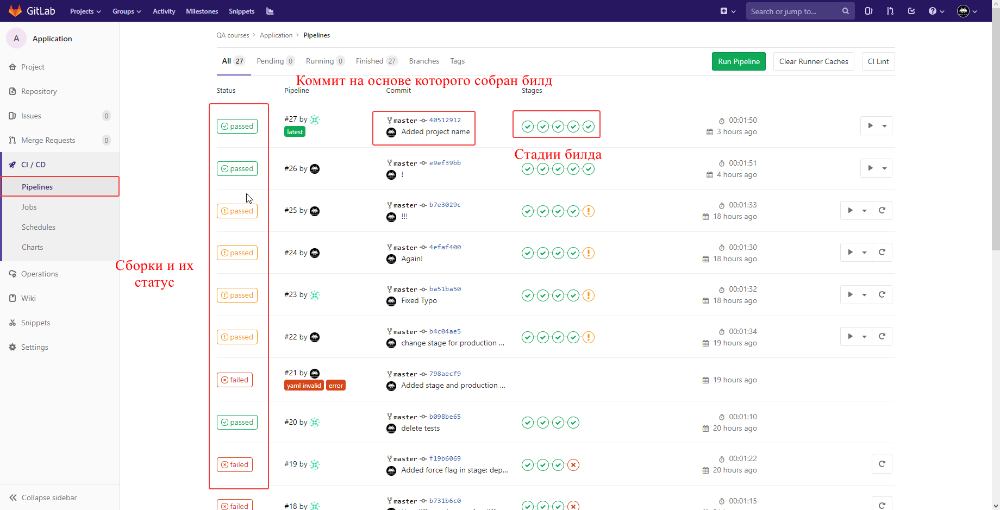 GitLab Projects Groups Activity Milestones Snippets Search or jump to...
A Application
QA courses > Application > Pipelines
All 27 Pending 0 Running 0 Finished 27 Branches Tags Run Pipeline Clear Runner Caches CI Lint
Коммит на основе которого собран билд
Status Pipeline Commit Stages
Project
Repository
Issues 0
Merge Requests 0
CI / CD
Pipelines
Jobs
Schedules
Charts
Operations
Wiki
Snippets
Settings
Collapse sidebar
Сборки и их
статус
passed #27 by master 40512912 00:01:50
latest Added project name 3 hours ago
Стадии билда
passed #26 by master e9ef39bb 00:01:51
! 4 hours ago
passed #25 by master b7e3029c 00:01:33
!!! 18 hours ago
passed #24 by master 4efaf400 00:01:30
Again! 18 hours ago
passed #23 by master ba51ba50 00:01:32
Fixed Typo 18 hours ago
passed #22 by master b4c04ae5 00:01:34
change stage for production ... 19 hours ago
failed #21 by master 798aecf9
yaml invalid error Added stage and production ... 19 hours ago
passed #20 by master b098be65 00:01:10
delete tests 20 hours ago
failed #19 by master f19b6069 00:01:22
Added force flag in stage: dep... 20 hours ago
failed #18 by master b731b6c0 00:01:15